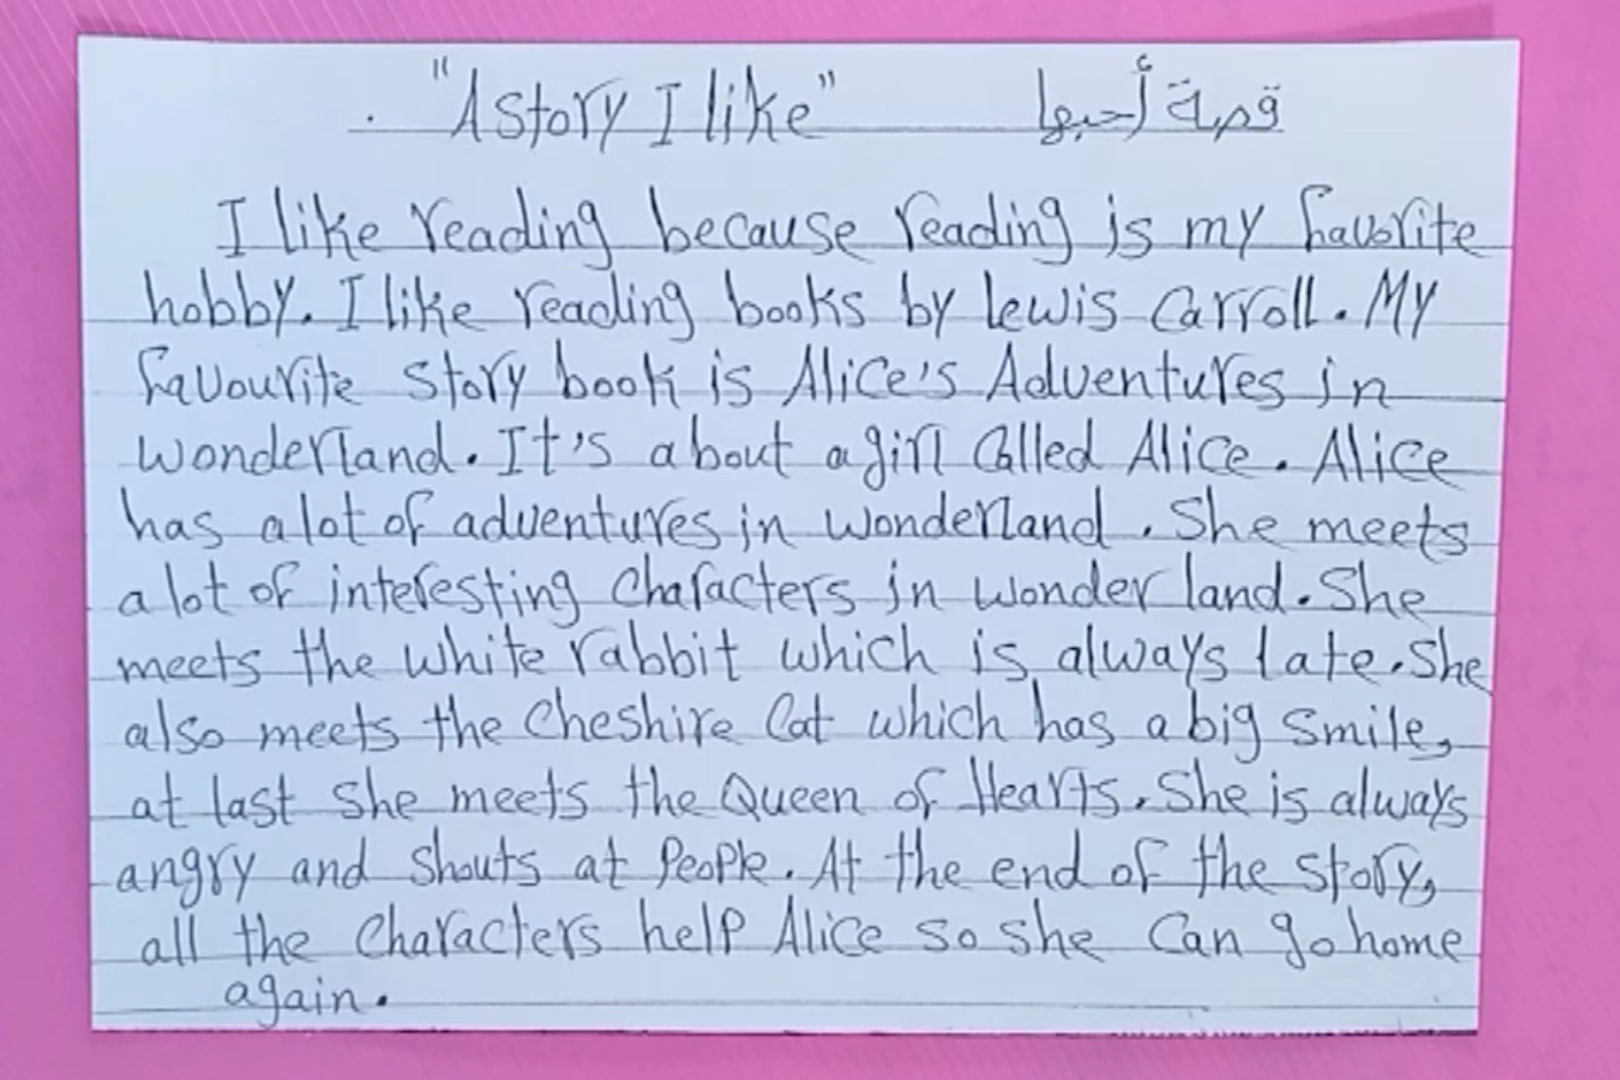 "A story I like" قصة أحبها
I like reading because reading is my favorite
hobby. I like reading books by Lewis Carroll. My
favourite story book is Alice's Adventures in
wonderland. It's about a girl called Alice. Alice
has a lot of adventures in wonderland. She meets
a lot of interesting characters in wonder land. She
meets the white rabbit which is always late. She
also meets the Cheshire Cat which has a big smile,
at last she meets the Queen of Hearts. She is always
angry and shouts at people. At the end of the story,
all the characters help Alice so she can go home
again.